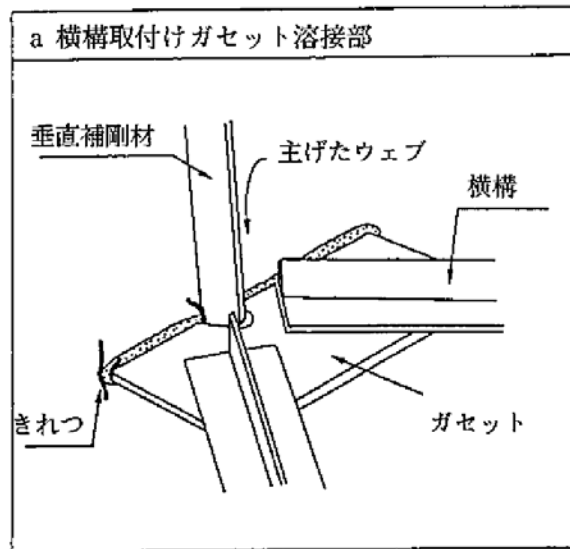 a 横構取付けガセット溶接部
垂直補剛材
主げたウェブ
横構
きれつ
ガセット